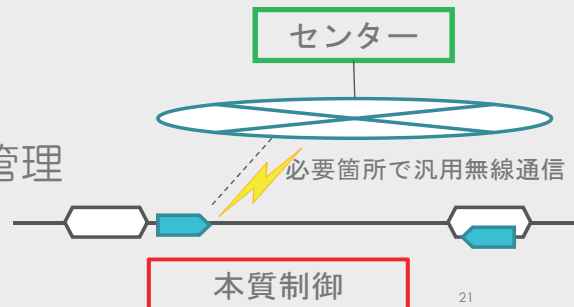 センター
管理
必要箇所で汎用無線通信
本質制御
21